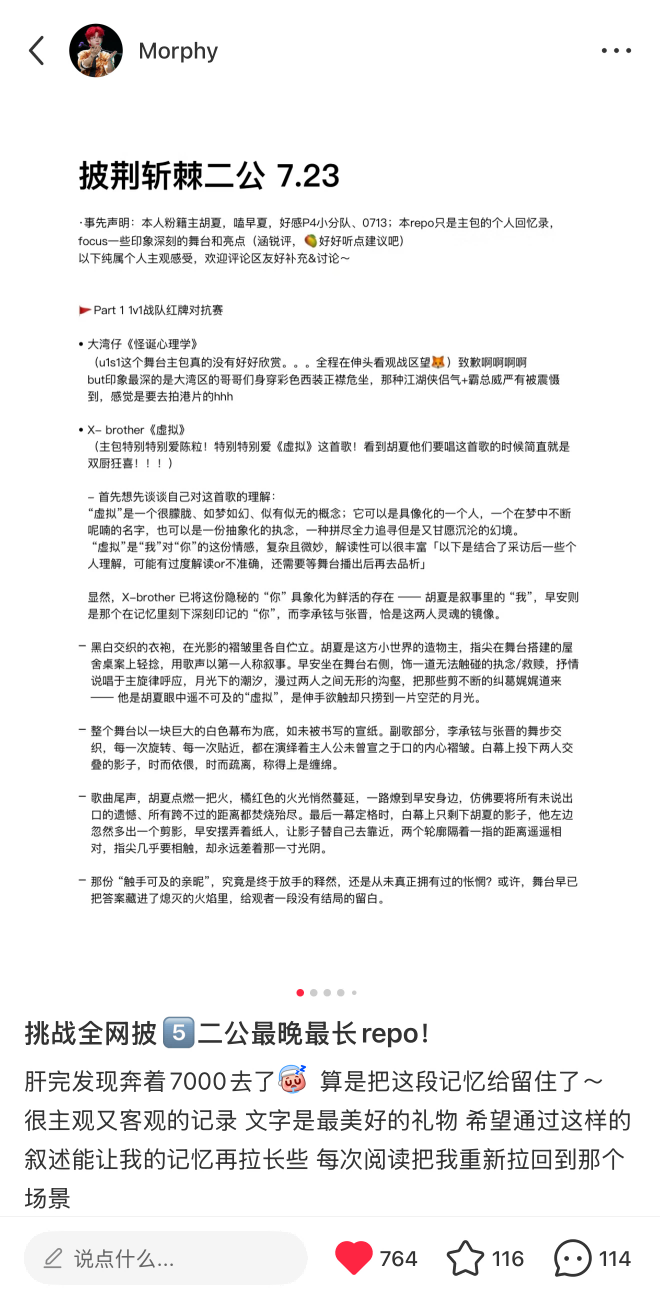 Morphy
披荆斩棘二公 7.23
·事先声明：本人粉籍主胡夏，嗑早夏，好感P4小分队、0713；本repo只是主包的个人回忆录，
focus一些印象深刻的舞台和亮点（涵锐评，🥭好好听点建议吧）
以下纯属个人主观感受，欢迎评论区友好补充&讨论～
🚩Part 1 1v1战队红牌对抗赛
• 大湾仔《怪诞心理学》
（u1s1这个舞台主包真的没有好好欣赏。。。全程在伸头看观战区望🦊）致歉啊啊啊啊
but印象最深的是大湾区的哥哥们身穿彩色西装正襟危坐，那种江湖侠侣气+霸总威严有被震慑
到，感觉是要去拍港片的hhh
• X– brother《虚拟》
（主包特别特别爱陈粒！特别特别爱《虚拟》这首歌！看到胡夏他们要唱这首歌的时候简直就是
双厨狂喜！！！）
– 首先想先谈谈自己对这首歌的理解：
“虚拟”是一个很朦胧、如梦如幻、似有似无的概念；它可以是具像化的一个人，一个在梦中不断
呢喃的名字，也可以是一份抽象化的执念，一种拼尽全力追寻但是又甘愿沉沦的幻境。
“虚拟”是“我”对“你”的这份情感，复杂且微妙，解读性可以很丰富「以下是结合了采访后一些个
人理解，可能有过度解读or不准确，还需要等舞台播出后再去品析」
显然，X–brother 已将这份隐秘的 “你” 具象化为鲜活的存在 —— 胡夏是叙事里的 “我”，早安则
是那个在记忆里刻下深刻印记的 “你”，而李承铉与张晋，恰是这两人灵魂的镜像。
– 黑白交织的衣袍，在光影的褶皱里各自伫立。胡夏是这方小世界的造物主，指尖在舞台搭建的屋
舍桌案上轻捻，用歌声以第一人称叙事。早安坐在舞台右侧，饰一道无法触碰的执念/救赎，抒情
说唱于主旋律呼应，月光下的潮汐，漫过两人之间无形的沟壑，把那些剪不断的纠葛娓娓道来
—— 他是胡夏眼中遥不可及的“虚拟”，是伸手欲触却只捞到一片空茫的月光。
– 整个舞台以一块巨大的白色幕布为底，如未被书写的宣纸。副歌部分，李承铉与张晋的舞步交
织，每一次旋转、每一次贴近，都在演绎着主人公未曾宣之于口的内心褶皱。白幕上投下两人交
叠的影子，时而依偎，时而疏离，称得上是缠绵。
– 歌曲尾声，胡夏点燃一把火，橘红色的火光悄然蔓延，一路燎到早安身边，仿佛要将所有未说出
口的遗憾、所有跨不过的距离都焚烧殆尽。最后一幕定格时，白幕上只剩下胡夏的影子，他左边
忽然多出一个剪影，早安摆弄着纸人，让影子替自己去靠近，两个轮廓隔着一指的距离遥遥相
对，指尖几乎要相触，却永远差着那一寸光阴。
– 那份 “触手可及的亲昵”，究竟是终于放手的释然，还是从未真正拥有过的怅惘？或许，舞台早已
把答案藏进了熄灭的火焰里，给观者一段没有结局的留白。
挑战全网披5️⃣二公最晚最长repo！
肝完发现奔着7000去了 算是把这段记忆给留住了～
很主观又客观的记录 文字是最美好的礼物 希望通过这样的
叙述能让我的记忆再拉长些 每次阅读把我重新拉回到那个
场景
说点什么... 764 116 114